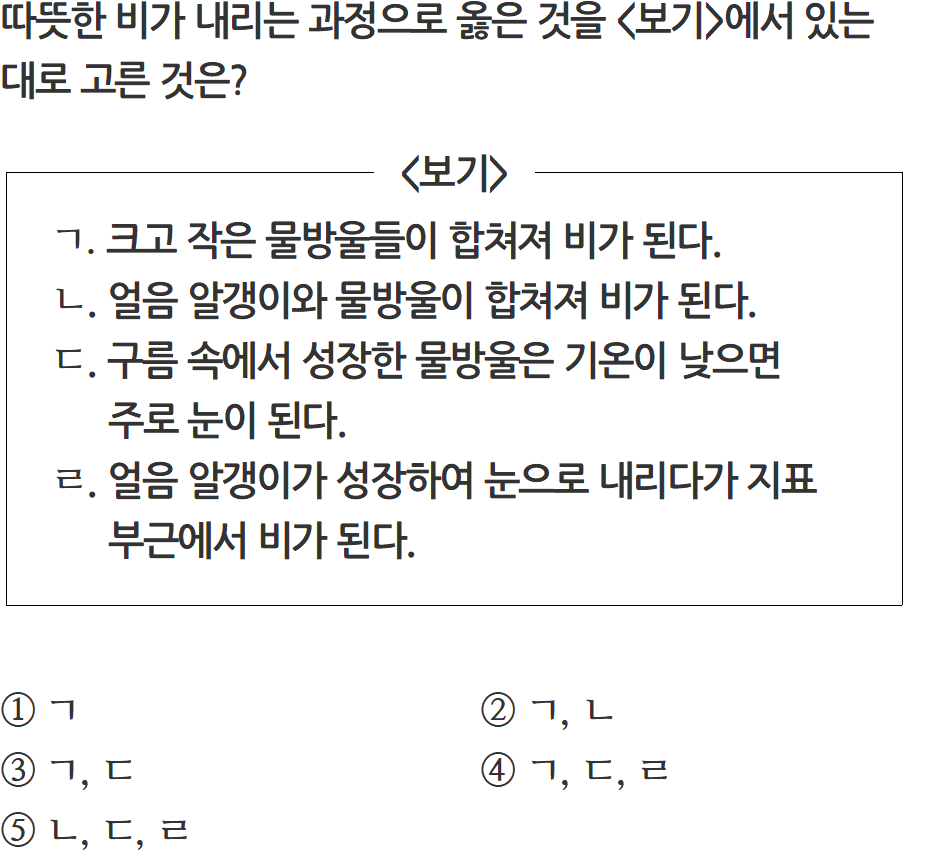 따뜻한 비가 내리는 과정으로 옳은 것을 <보기>에서 있는
대로 고른 것은?
<보기>
ㄱ. 크고 작은 물방울들이 합쳐져 비가 된다.
ㄴ. 얼음 알갱이와 물방울이 합쳐져 비가 된다.
ㄷ. 구름 속에서 성장한 물방울은 기온이 낮으면
주로 눈이 된다.
ㄹ. 얼음 알갱이가 성장하여 눈으로 내리다가 지표
부근에서 비가 된다.
① ㄱ ② ㄱ, ㄴ
③ ㄱ, ㄷ ④ ㄱ, ㄷ, ㄹ
⑤ ㄴ, ㄷ, ㄹ